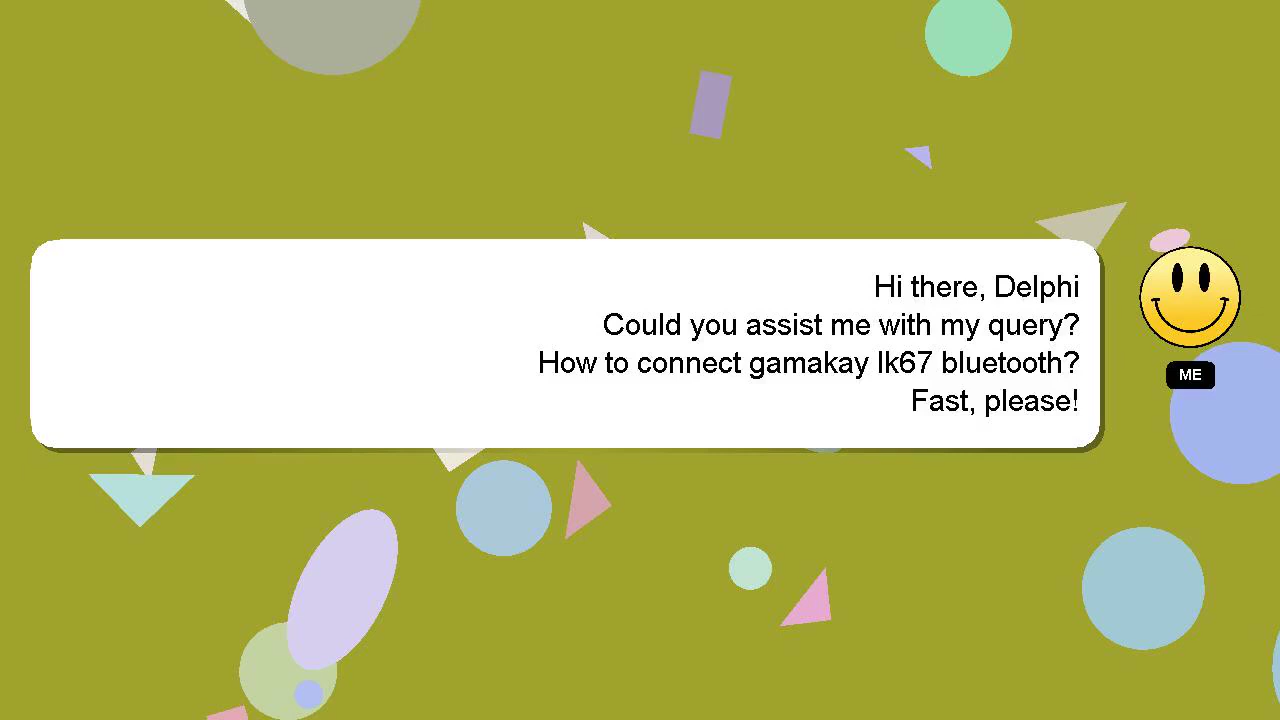 Hi there, Delphi
Could you assist me with my query?
How to connect gamakay lk67 bluetooth?
Fast, please!
ME